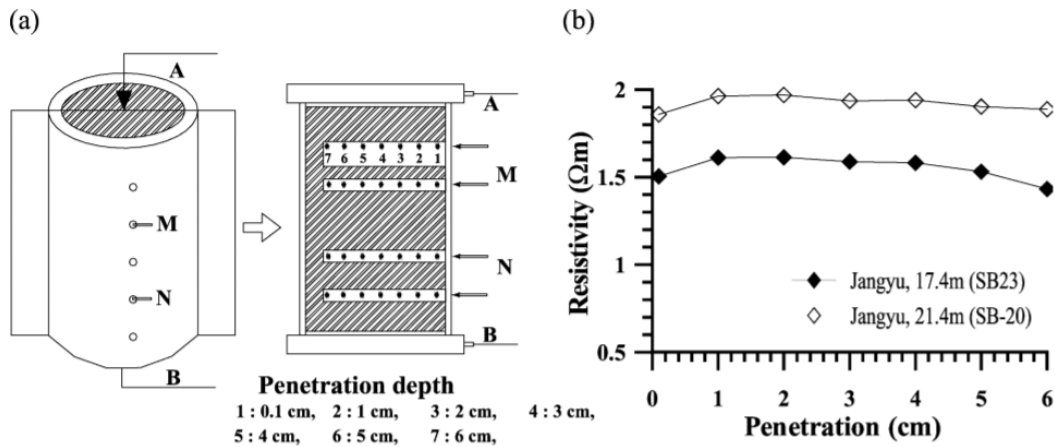 (a)
A
M
N
B
A
7 6 5 4 3 2 1
M
N
B
Penetration depth
1 : 0.1 cm, 2 : 1 cm, 3 : 2 cm, 4 : 3 cm,
5 : 4 cm, 6 : 5 cm, 7 : 6 cm,
(b)
Resistivity (Ωm)
2
1.5
1
0.5
Jangyu, 17.4m (SB23)
Jangyu, 21.4m (SB-20)
0 1 2 3 4 5 6
Penetration (cm)